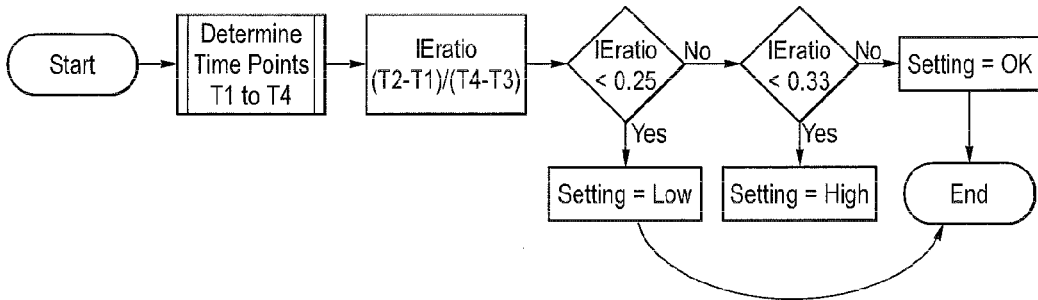 Start
Determine
Time Points
T1 to T4
IEratio
(T2-T1)/(T4-T3)
IEratio
< 0.25
No
Yes
Setting = Low
IEratio
< 0.33
No
Yes
Setting = High
Setting = OK
End